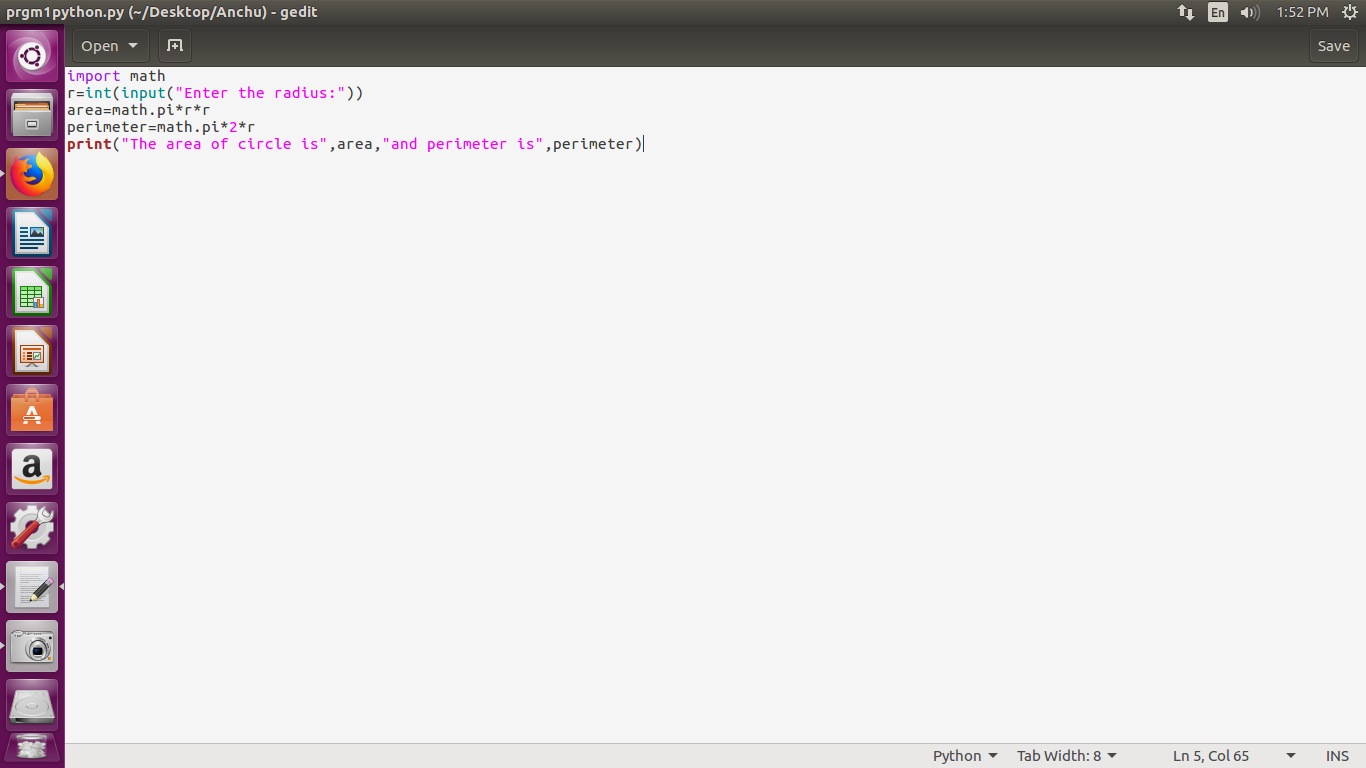 prgm1python.py (~/Desktop/Anchu) - gedit
En
1:52 PM
Open
Save
import math
r=int(input("Enter the radius:"))
area=math.pi*r*r
perimeter=math.pi*2*r
print("The area of circle is",area,"and perimeter is",perimeter)
A
a
Python
Tab Width: 8
Ln 5, Col 65
INS